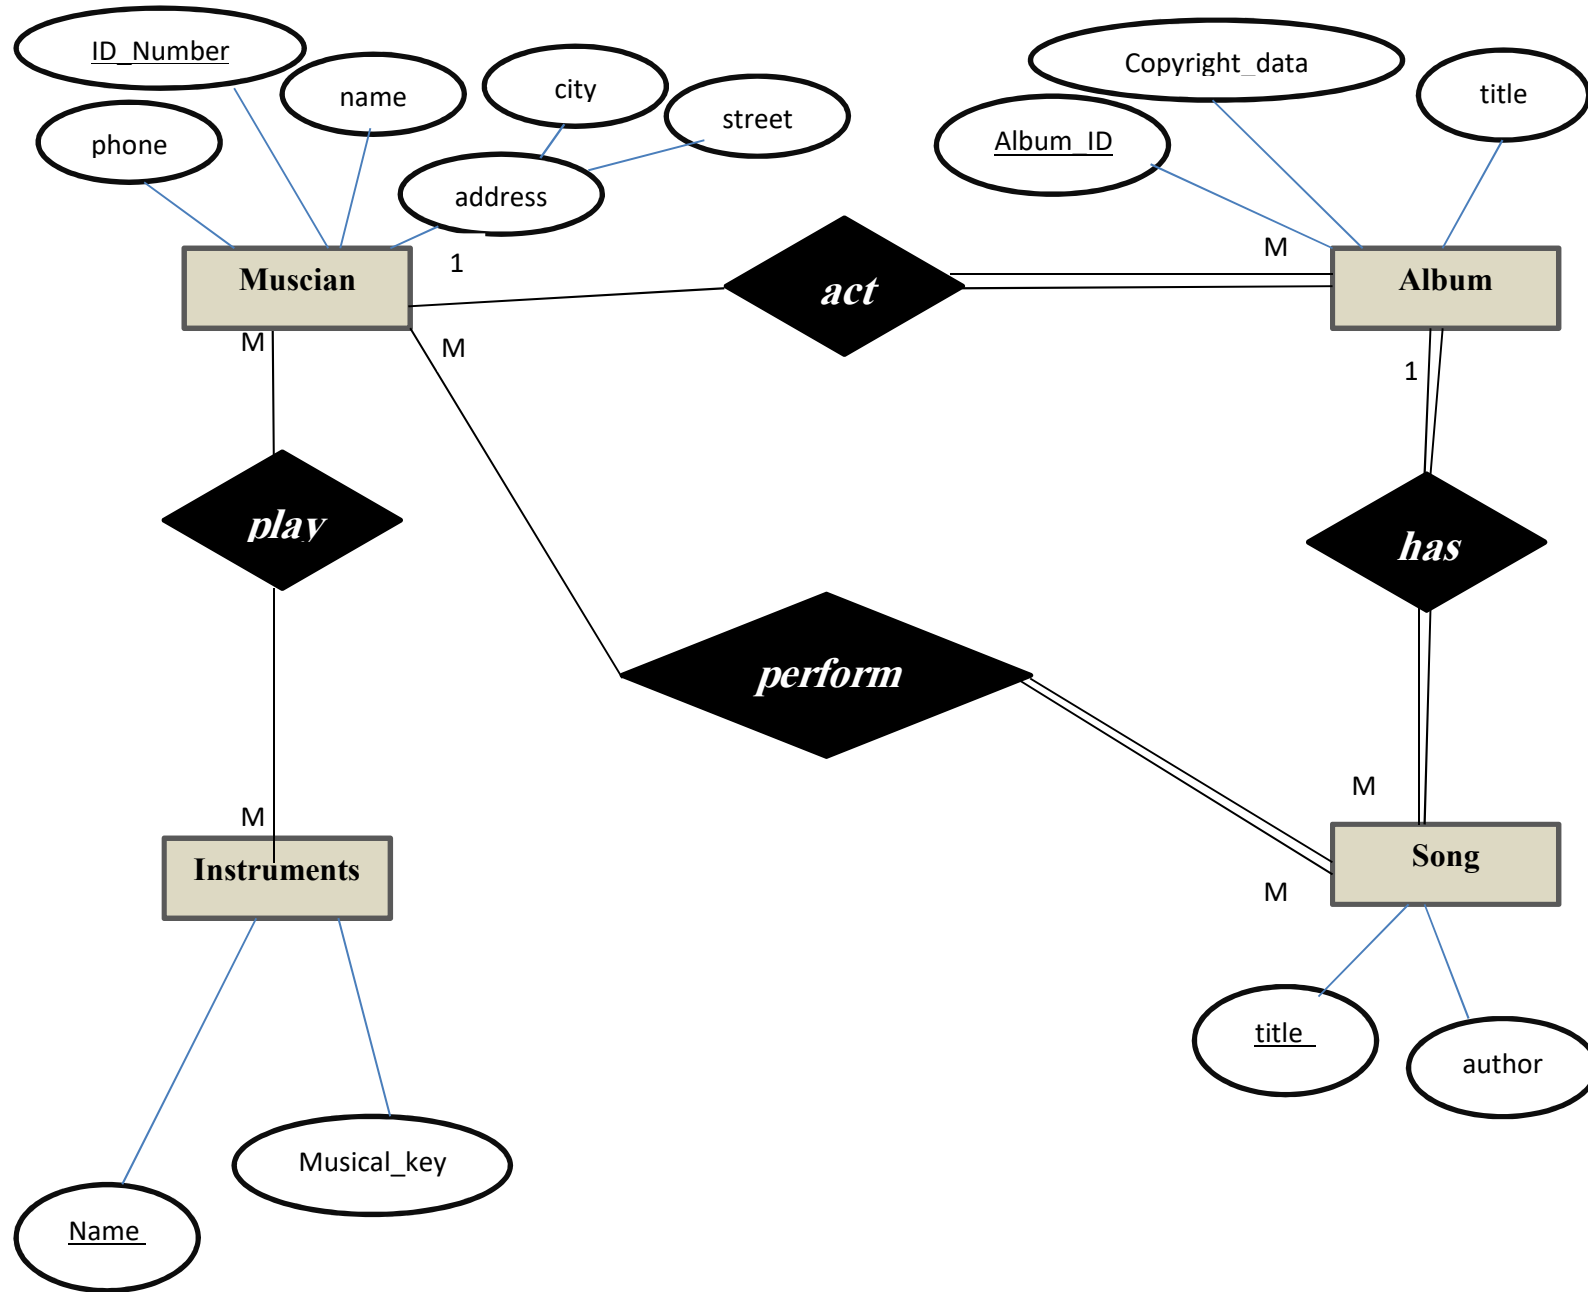 ID_Number
name
city
street
phone
address
Copyright_data
title
Album_ID
Muscian
1
act
M
Album
M
M
1
play
has
perform
M
M
Instruments
Song
M
title
author
Musical_key
Name